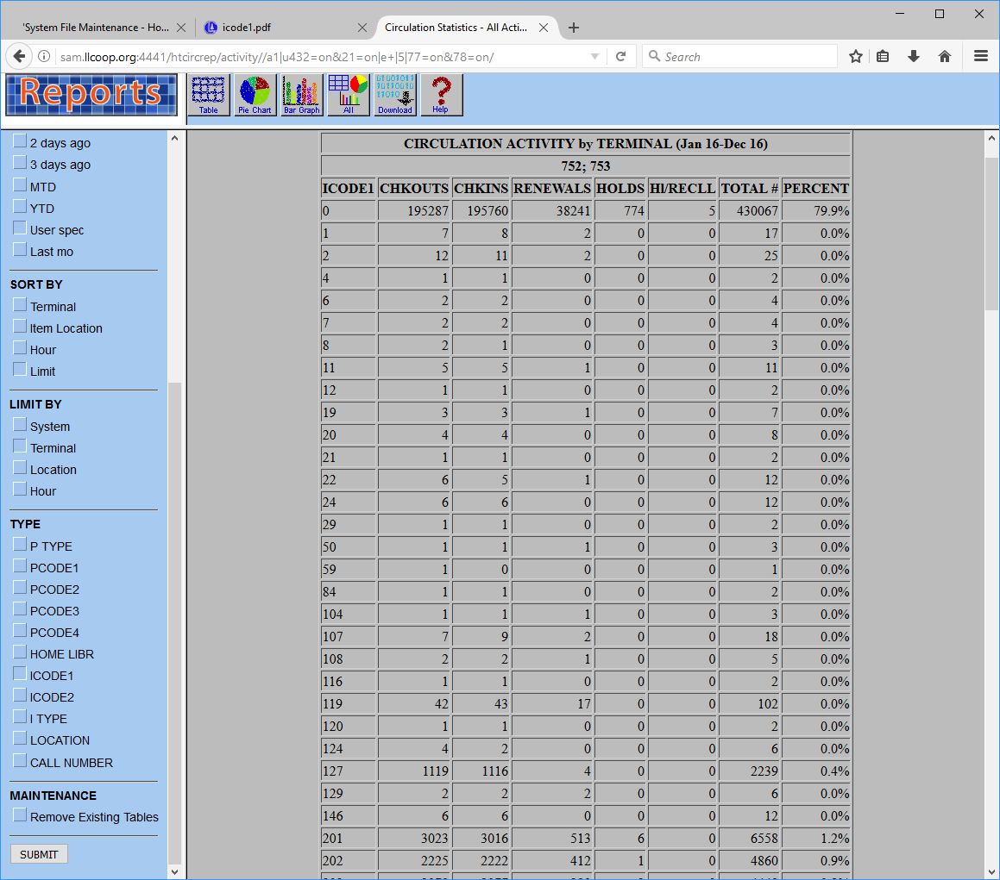 'System File Maintenance - Ho...
icode1.pdf
Circulation Statistics - All Acti...
sam.llcoop.org:4441/htcircrep/activity//a1|u432=on&21=on|e+|5|77=on&78=on/
Search
Reports
Table
Pie Chart
Bar Graph
All
Download
Help
2 days ago
3 days ago
MTD
YTD
User spec
Last mo
SORT BY
Terminal
Item Location
Hour
Limit
LIMIT BY
System
Terminal
Location
Hour
TYPE
P TYPE
PCODE1
PCODE2
PCODE3
PCODE4
HOME LIBR
ICODE1
ICODE2
I TYPE
LOCATION
CALL NUMBER
MAINTENANCE
Remove Existing Tables
SUBMIT
CIRCULATION ACTIVITY by TERMINAL (Jan 16-Dec 16)
752; 753
ICODE1 CHKOUTS CHKINS RENEWALS HOLDS HI/RECLL TOTAL # PERCENT
0 195287 195760 38241 774 5 430067 79.9%
1 7 8 2 0 0 17 0.0%
2 12 11 2 0 0 25 0.0%
4 1 1 0 0 0 2 0.0%
6 2 2 0 0 0 4 0.0%
7 2 2 0 0 0 4 0.0%
8 2 1 0 0 0 3 0.0%
11 5 5 1 0 0 11 0.0%
12 1 1 0 0 0 2 0.0%
19 3 3 1 0 0 7 0.0%
20 4 4 0 0 0 8 0.0%
21 1 1 0 0 0 2 0.0%
22 6 5 1 0 0 12 0.0%
24 6 6 0 0 0 12 0.0%
29 1 1 0 0 0 2 0.0%
50 1 1 1 0 0 3 0.0%
59 1 0 0 0 0 1 0.0%
84 1 1 0 0 0 2 0.0%
104 1 1 1 0 0 3 0.0%
107 7 9 2 0 0 18 0.0%
108 2 2 1 0 0 5 0.0%
116 1 1 0 0 0 2 0.0%
119 42 43 17 0 0 102 0.0%
120 1 1 0 0 0 2 0.0%
124 4 2 0 0 0 6 0.0%
127 1119 1116 4 0 0 2239 0.4%
129 2 2 2 0 0 6 0.0%
146 6 6 0 0 0 12 0.0%
201 3023 3016 513 6 0 6558 1.2%
202 2225 2222 412 1 0 4860 0.9%